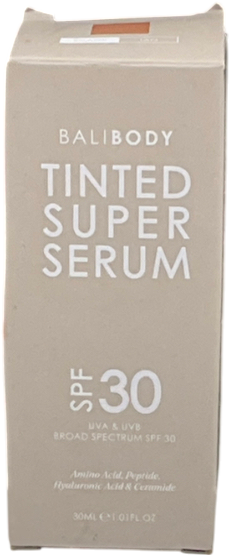 BALIBODY
TINTED
SUPER
SERUM
SPF 30
UVA & UVB
BROAD SPECTRUM SPF 30
Amino Acid, Peptide,
Hyaluronic Acid & Ceramide
30ML e 1.01FL OZ